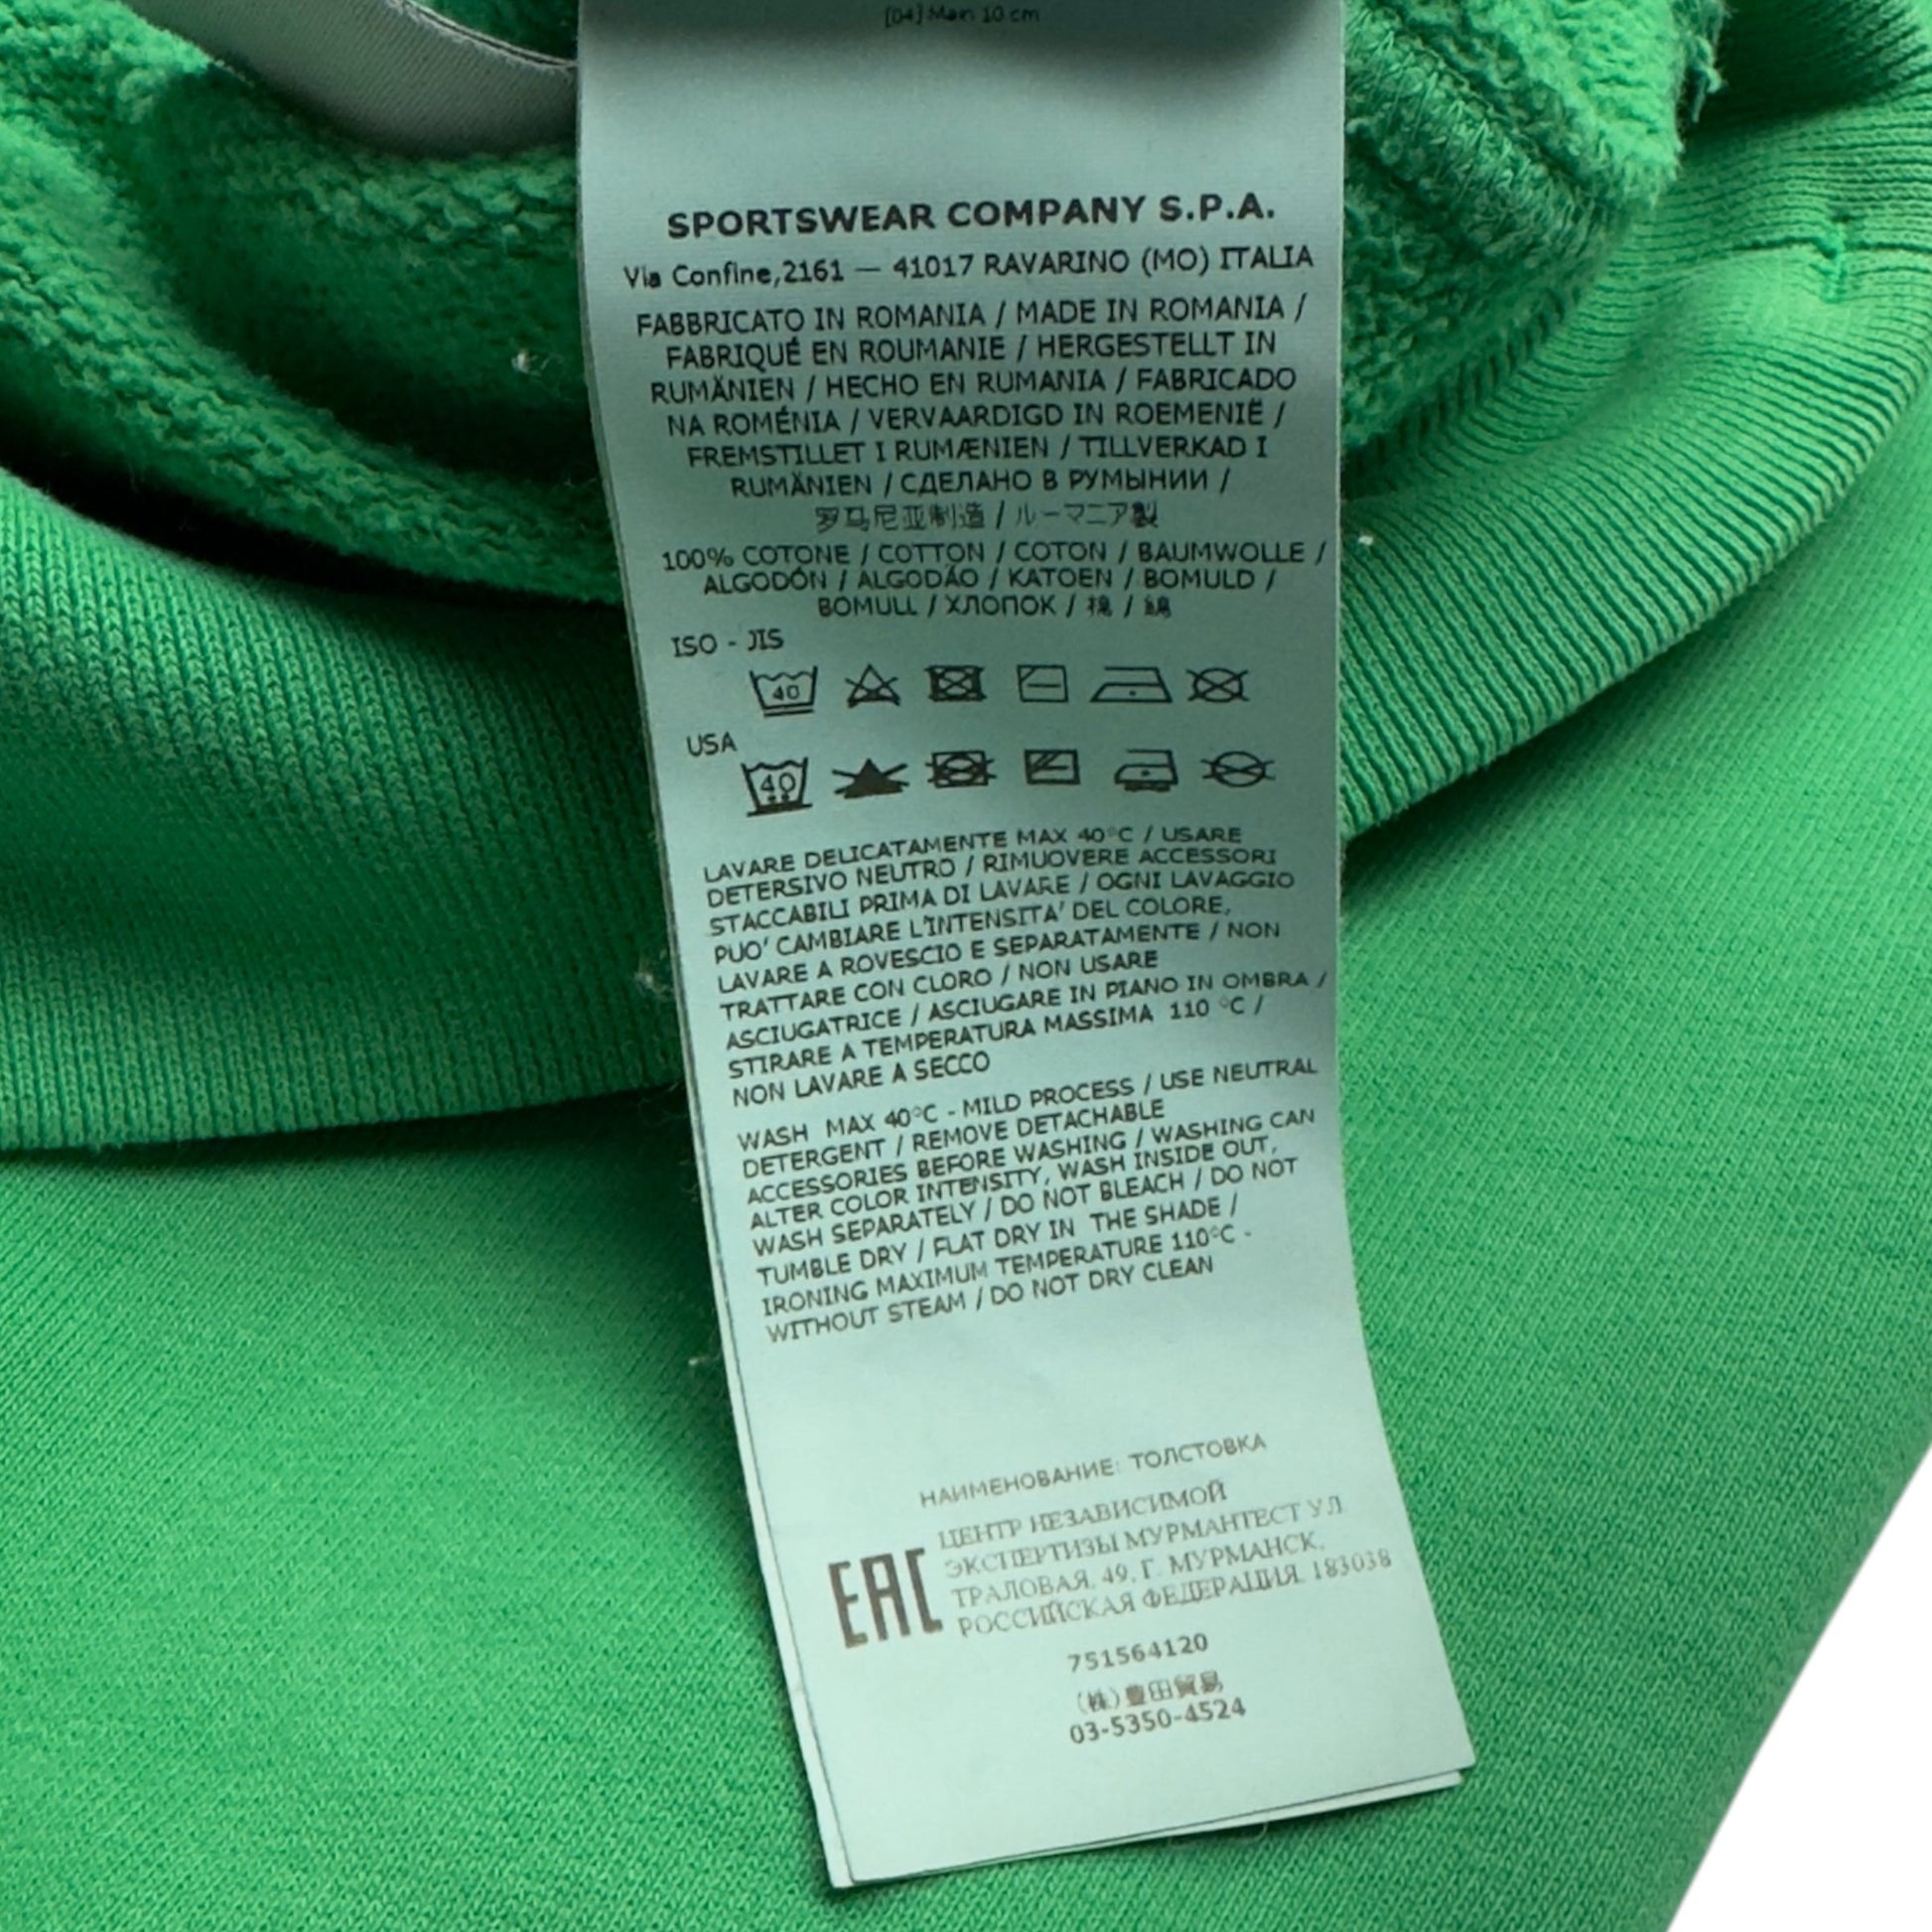 [04] Main 10 cm
SPORTSWEAR COMPANY S.P.A.
Via Confine,2161 — 41017 RAVARINO (MO) ITALIA
FABBRICATO IN ROMANIA / MADE IN ROMANIA /
FABRIQUÉ EN ROUMANIE / HERGESTELLT IN
RUMÄNIEN / HECHO EN RUMANIA / FABRICADO
NA ROMÉNIA / VERVAARDIGD IN ROEMENIË /
FREMSTILLET I RUMÆNIEN / TILLVERKAD I
RUMÄNIEN / СДЕЛАНО В РУМЫНИИ /
罗马尼亚制造 / ルーマニア製
100% COTONE / COTTON / COTON / BAUMWOLLE /
ALGODÓN / ALGODÃO / KATOEN / BOMULD /
BOMULL / ХЛОПОК / 棉 / 綿
ISO - JIS
40
USA
40
LAVARE DELICATAMENTE MAX 40°C / USARE
DETERSIVO NEUTRO / RIMUOVERE ACCESSORI
STACCABILI PRIMA DI LAVARE / OGNI LAVAGGIO
PUO' CAMBIARE L'INTENSITA' DEL COLORE,
LAVARE A ROVESCIO E SEPARATAMENTE / NON
TRATTARE CON CLORO / NON USARE
ASCIUGATRICE / ASCIUGARE IN PIANO IN OMBRA /
STIRARE A TEMPERATURA MASSIMA 110 °C /
NON LAVARE A SECCO
WASH MAX 40°C - MILD PROCESS / USE NEUTRAL
DETERGENT / REMOVE DETACHABLE
ACCESSORIES BEFORE WASHING / WASHING CAN
ALTER COLOR INTENSITY, WASH INSIDE OUT,
WASH SEPARATELY / DO NOT BLEACH / DO NOT
TUMBLE DRY / FLAT DRY IN THE SHADE /
IRONING MAXIMUM TEMPERATURE 110°C -
WITHOUT STEAM / DO NOT DRY CLEAN
НАИМЕНОВАНИЕ: ТОЛСТОВКА
EAC
ЦЕНТР НЕЗАВИСИМОЙ
ЭКСПЕРТИЗЫ МУРМАНТЕСТ УЛ
ТРАЛОВАЯ, 49, Г. МУРМАНСК,
РОССИЙСКАЯ ФЕДЕРАЦИЯ, 183038
751564120
(株)豊田貿易
03-5350-4524